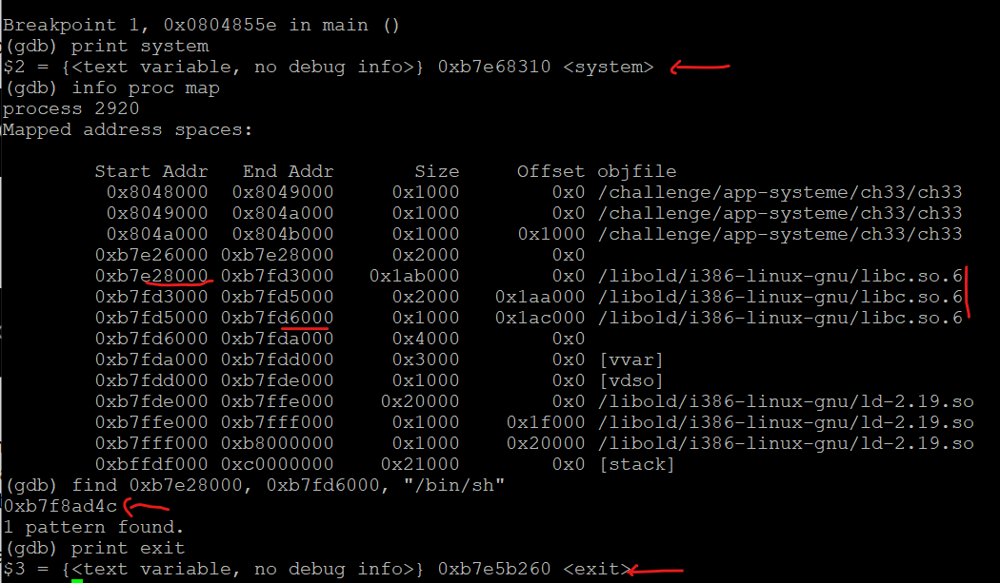 Breakpoint 1, 0x0804855e in main ()
(gdb) print system
$2 = {<text variable, no debug info>} 0xb7e68310 <system>
(gdb) info proc map
process 2920
Mapped address spaces:
Start Addr End Addr Size Offset objfile
0x8048000 0x8049000 0x1000 0x0 /challenge/app-systeme/ch33/ch33
0x8049000 0x804a000 0x1000 0x0 /challenge/app-systeme/ch33/ch33
0x804a000 0x804b000 0x1000 0x1000 /challenge/app-systeme/ch33/ch33
0xb7e26000 0xb7e28000 0x2000 0x0
0xb7e28000 0xb7fd3000 0x1ab000 0x0 /libold/i386-linux-gnu/libc.so.6
0xb7fd3000 0xb7fd5000 0x2000 0x1aa000 /libold/i386-linux-gnu/libc.so.6
0xb7fd5000 0xb7fd6000 0x1000 0x1ac000 /libold/i386-linux-gnu/libc.so.6
0xb7fd6000 0xb7fda000 0x4000 0x0
0xb7fda000 0xb7fdd000 0x3000 0x0 [vvar]
0xb7fdd000 0xb7fde000 0x1000 0x0 [vdso]
0xb7fde000 0xb7ffe000 0x20000 0x0 /libold/i386-linux-gnu/ld-2.19.so
0xb7ffe000 0xb7fff000 0x1000 0x1f000 /libold/i386-linux-gnu/ld-2.19.so
0xb7fff000 0xb8000000 0x1000 0x20000 /libold/i386-linux-gnu/ld-2.19.so
0xbffdf000 0xc0000000 0x21000 0x0 [stack]
(gdb) find 0xb7e28000, 0xb7fd6000, "/bin/sh"
0xb7f8ad4c
1 pattern found.
(gdb) print exit
$3 = {<text variable, no debug info>} 0xb7e5b260 <exit>